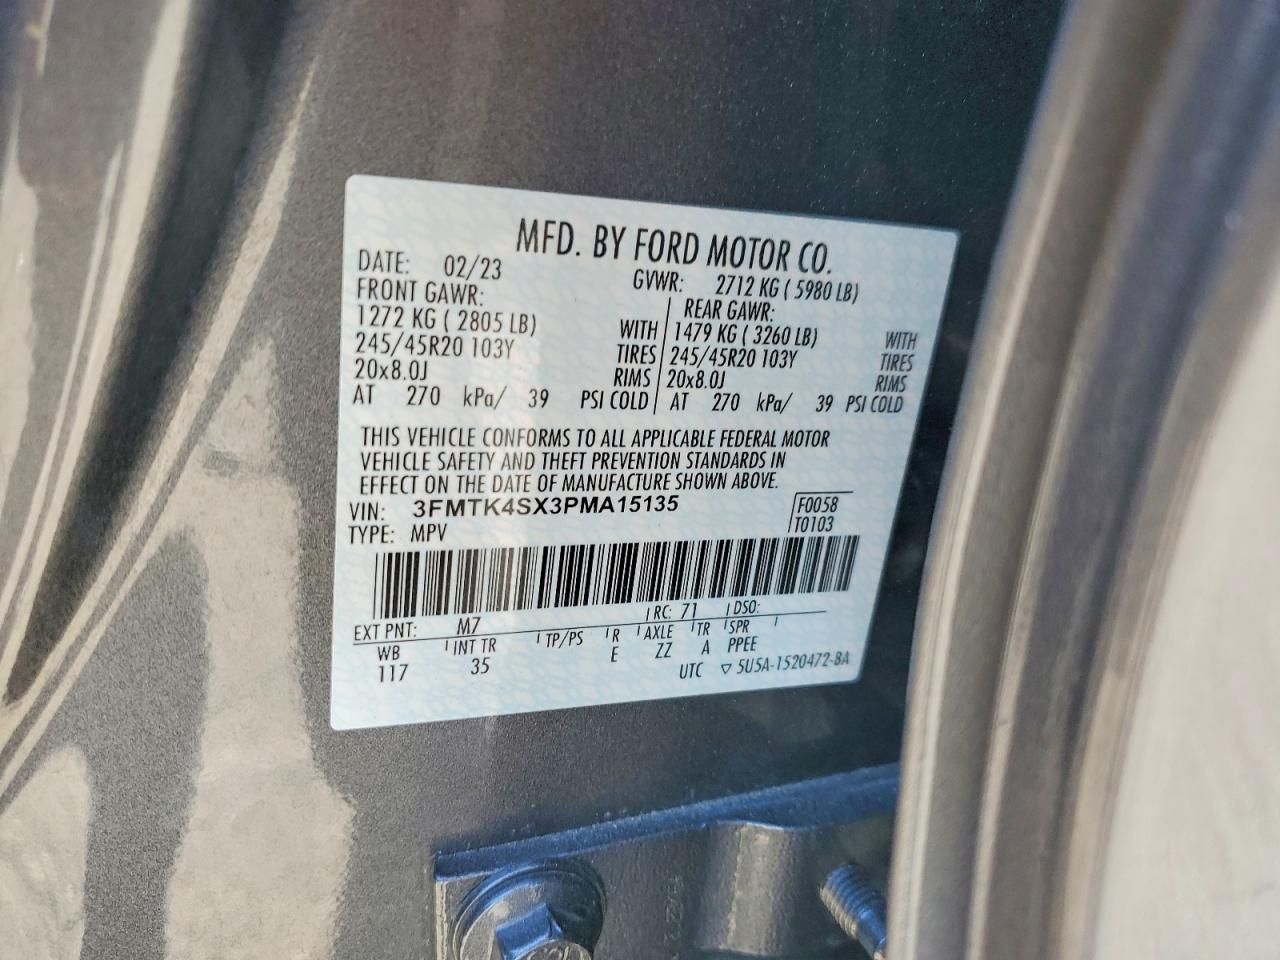 MFD. BY FORD MOTOR CO.
DATE: 02/23 GVWR: 2712 KG ( 5980 LB)
FRONT GAWR: REAR GAWR:
1272 KG ( 2805 LB) WITH 1479 KG ( 3260 LB) WITH
245/45R20 103Y TIRES 245/45R20 103Y TIRES
20x8.0J RIMS 20x8.0J RIMS
AT 270 kPa/ 39 PSI COLD AT 270 kPa/ 39 PSI COLD
THIS VEHICLE CONFORMS TO ALL APPLICABLE FEDERAL MOTOR
VEHICLE SAFETY AND THEFT PREVENTION STANDARDS IN
EFFECT ON THE DATE OF MANUFACTURE SHOWN ABOVE.
VIN: 3FMTK4SX3PMA15135 F0058
TYPE: MPV T0103
EXT PNT: M7 RC: 71 DSO:
WB INT TR TP/PS R AXLE TR SPR
117 35 E ZZ A PPEE
UTC ▽ 5U5A-1520472-BA